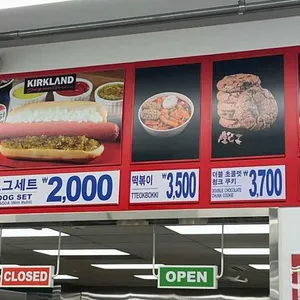 KIRKLAND
그세트
DOG SET
₩2,000
떡볶이
TTEOKBOKKI
₩3,500
더블 초콜렛
청크 쿠키
DOUBLE CHOCOLATE
CHUNK COOKIE
₩3,700
CLOSED
OPEN